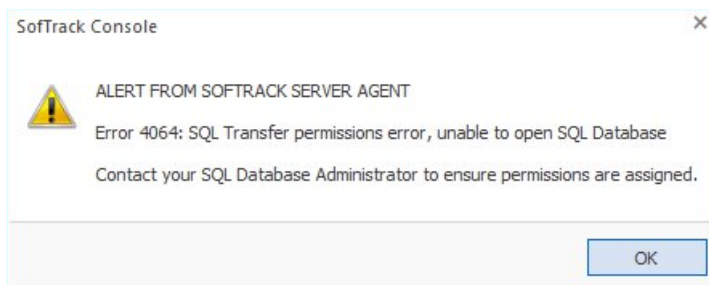 SofTrack Console
ALERT FROM SOFTRACK SERVER AGENT
Error 4064: SQL Transfer permissions error, unable to open SQL Database
Contact your SQL Database Administrator to ensure permissions are assigned.
OK